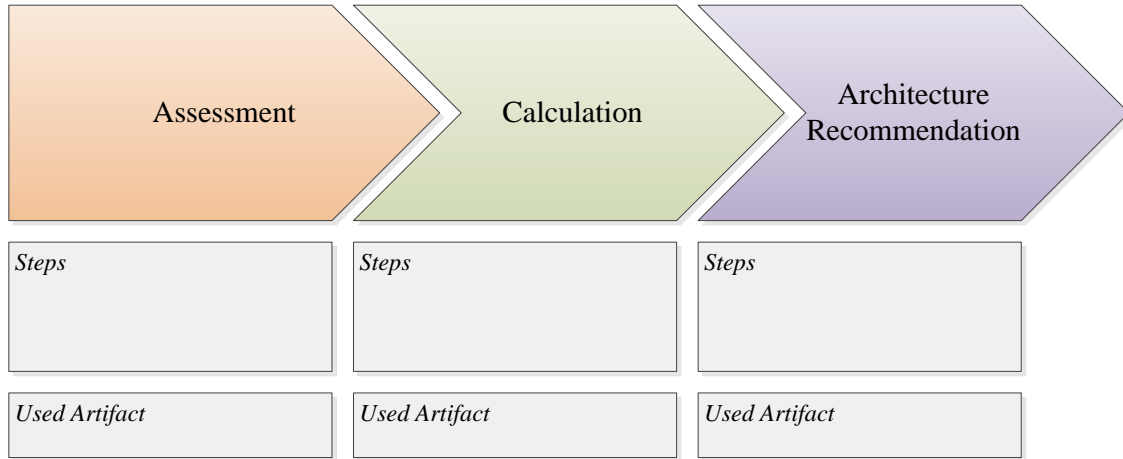 Assessment
Calculation
Architecture
Recommendation
Steps
Steps
Steps
Used Artifact
Used Artifact
Used Artifact